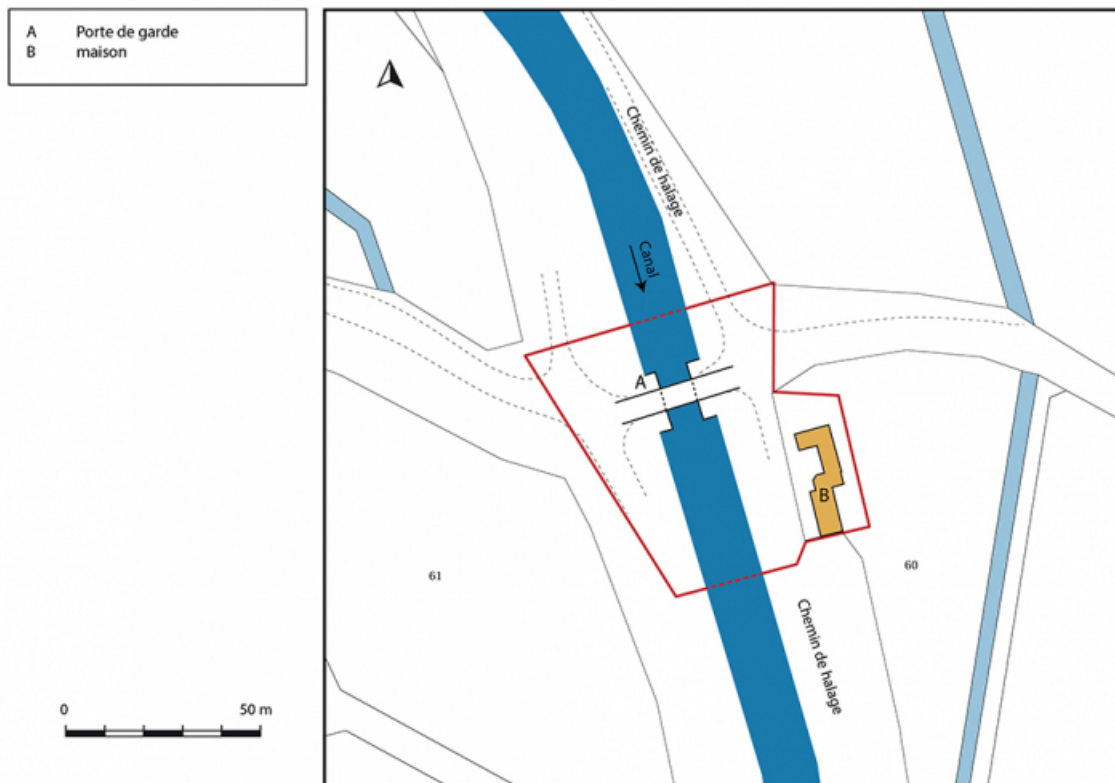 A Porte de garde
B maison
Chemin de halage
Canal
A
B
61
60
Chemin de halage
0 50 m